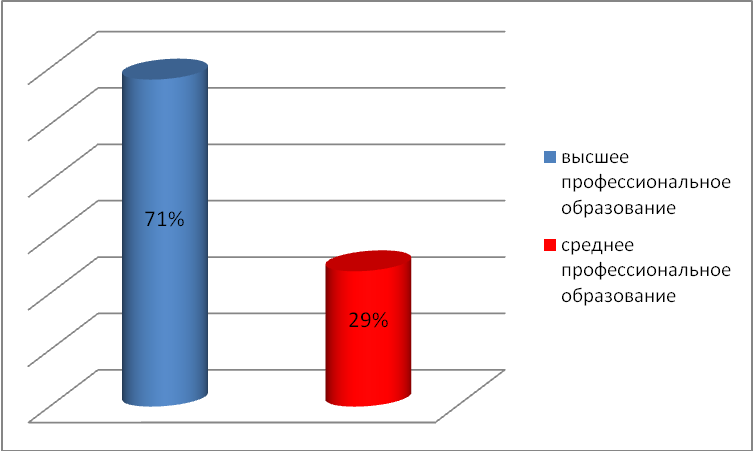 71%
29%
высшее
профессиональное
образование
среднее
профессиональное
образование